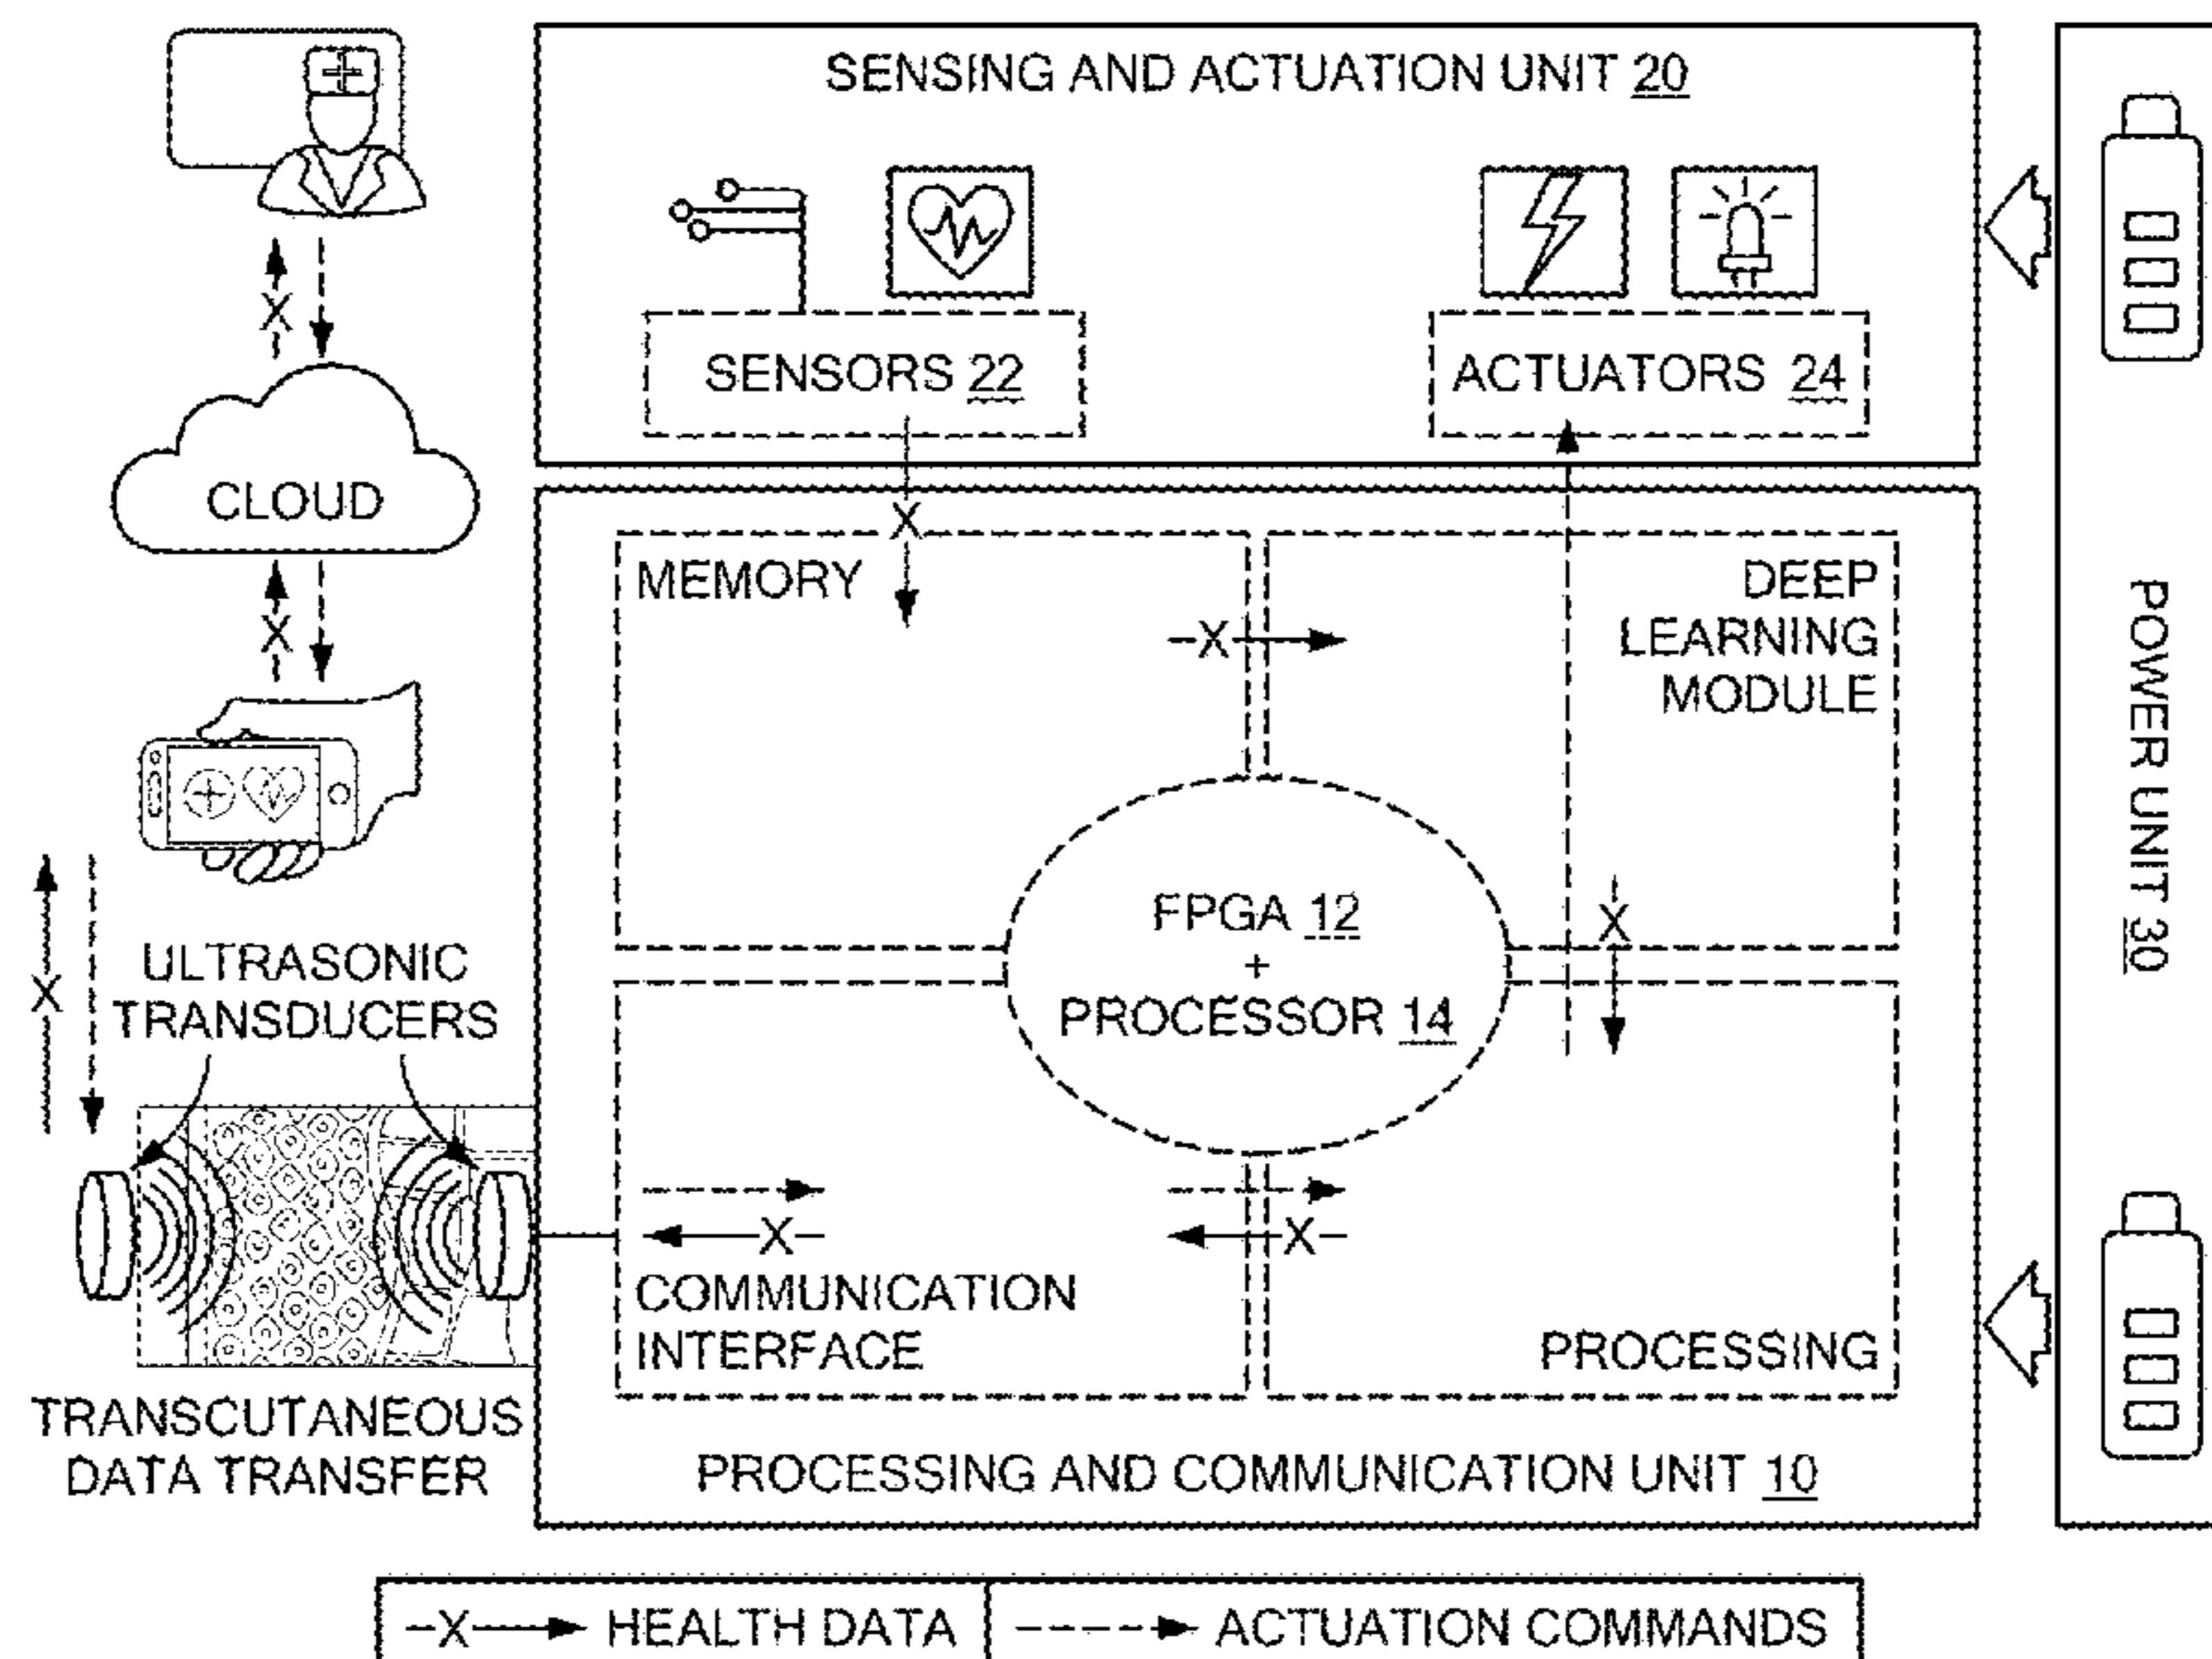 SENSING AND ACTUATION UNIT 20
SENSORS 22
ACTUATORS 24
CLOUD
MEMORY
DEEP
LEARNING
MODULE
FPGA 12
+
PROCESSOR 14
ULTRASONIC
TRANSDUCERS
COMMUNICATION
INTERFACE
PROCESSING
TRANSCUTANEOUS
DATA TRANSFER
PROCESSING AND COMMUNICATION UNIT 10
POWER UNIT 30
-X→ HEALTH DATA
----→ ACTUATION COMMANDS